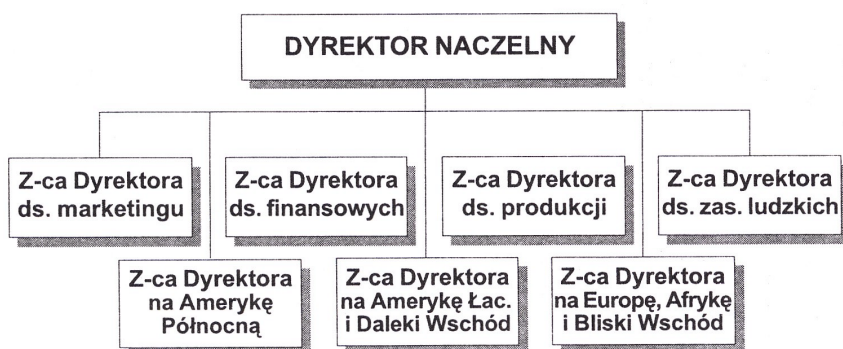 DYREKTOR NACZELNY
Z-ca Dyrektora
ds. marketingu
Z-ca Dyrektora
ds. finansowych
Z-ca Dyrektora
ds. produkcji
Z-ca Dyrektora
ds. zas. ludzkich
Z-ca Dyrektora
na Amerykę
Północną
Z-ca Dyrektora
na Amerykę Łac.
i Daleki Wschód
Z-ca Dyrektora
na Europę, Afrykę
i Bliski Wschód